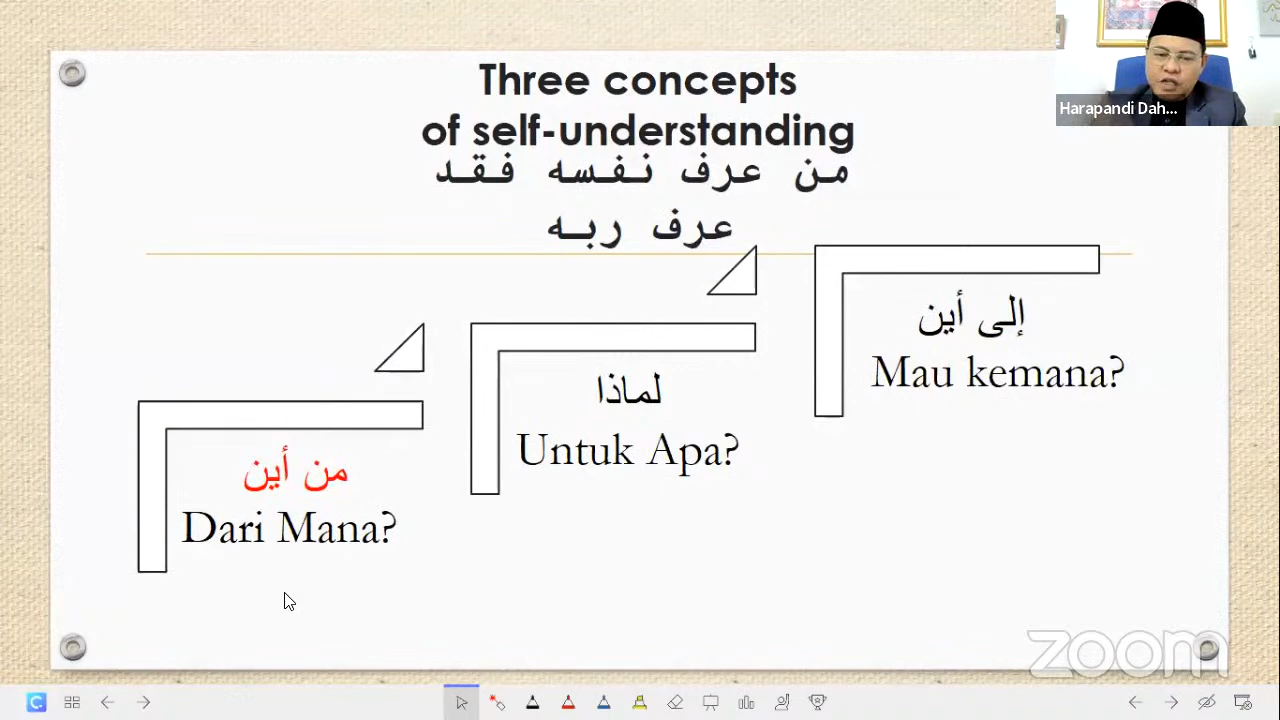 Three concepts
of self-understanding
من عرف نفسه فقد
عرف ربه
Harapandi Dah...
إلى أين
Mau kemana?
لماذا
Untuk Apa?
من أين
Dari Mana?
zoom